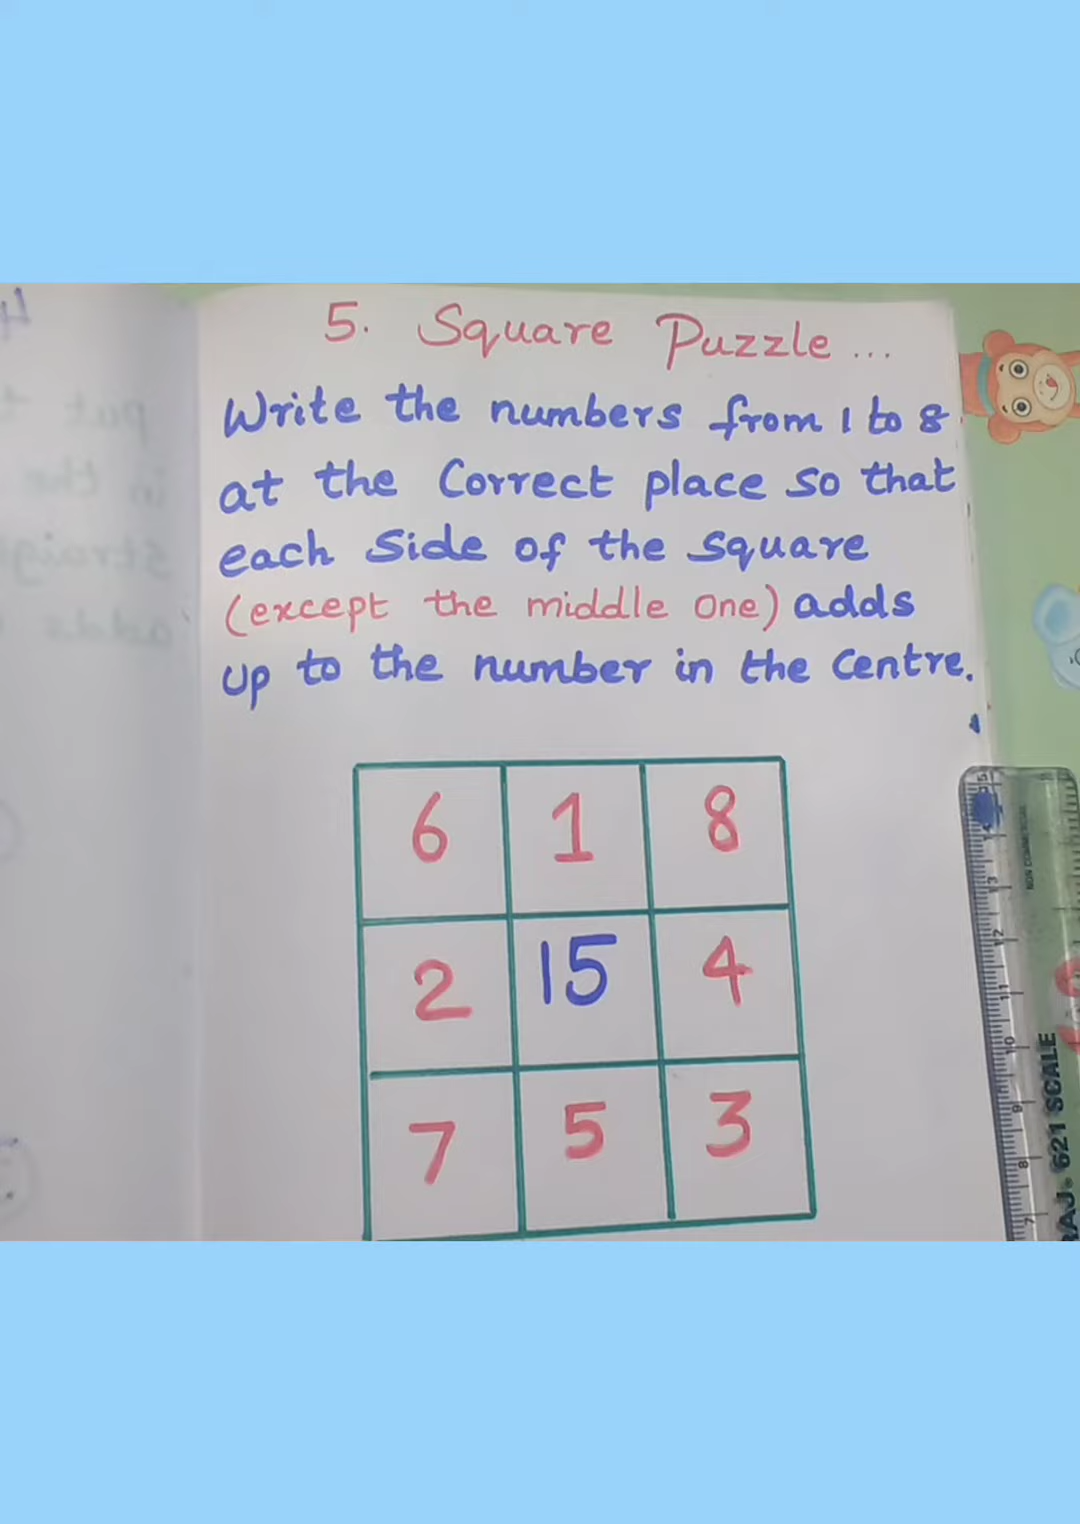 5. Square Puzzle ...
Write the numbers from 1 to 8
at the Correct place so that
each Side of the square
(except the middle one) adds
up to the number in the centre.
6 1 8
2 15 4
7 5 3
NON COMMERCIAL
621 SCALE